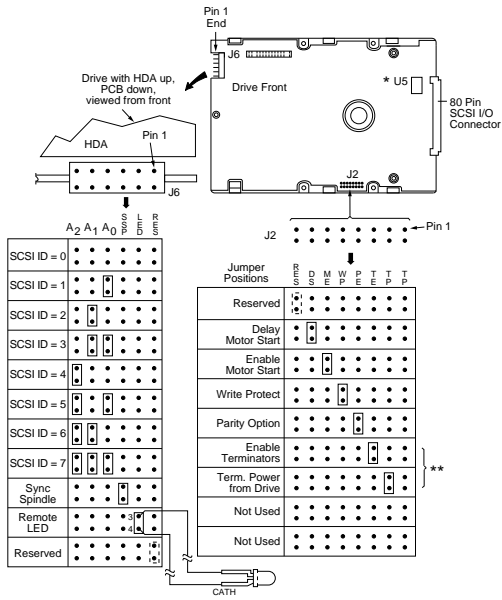 Pin 1
End
J6
Drive with HDA up,
PCB down,
viewed from front
Drive Front
* U5
80 Pin
SCSI I/O
Connector
HDA
Pin 1
J6
J2
J2
Pin 1
A2 A1 A0 SSP LED RES
SCSI ID = 0
SCSI ID = 1
SCSI ID = 2
SCSI ID = 3
SCSI ID = 4
SCSI ID = 5
SCSI ID = 6
SCSI ID = 7
Sync
Spindle
Remote
LED
3
4
Reserved
CATH
Jumper
Positions
RES DS ME WP PE TE TP TP
Reserved
Delay
Motor Start
Enable
Motor Start
Write Protect
Parity Option
Enable
Terminators
Term. Power
from Drive
**
Not Used
Not Used